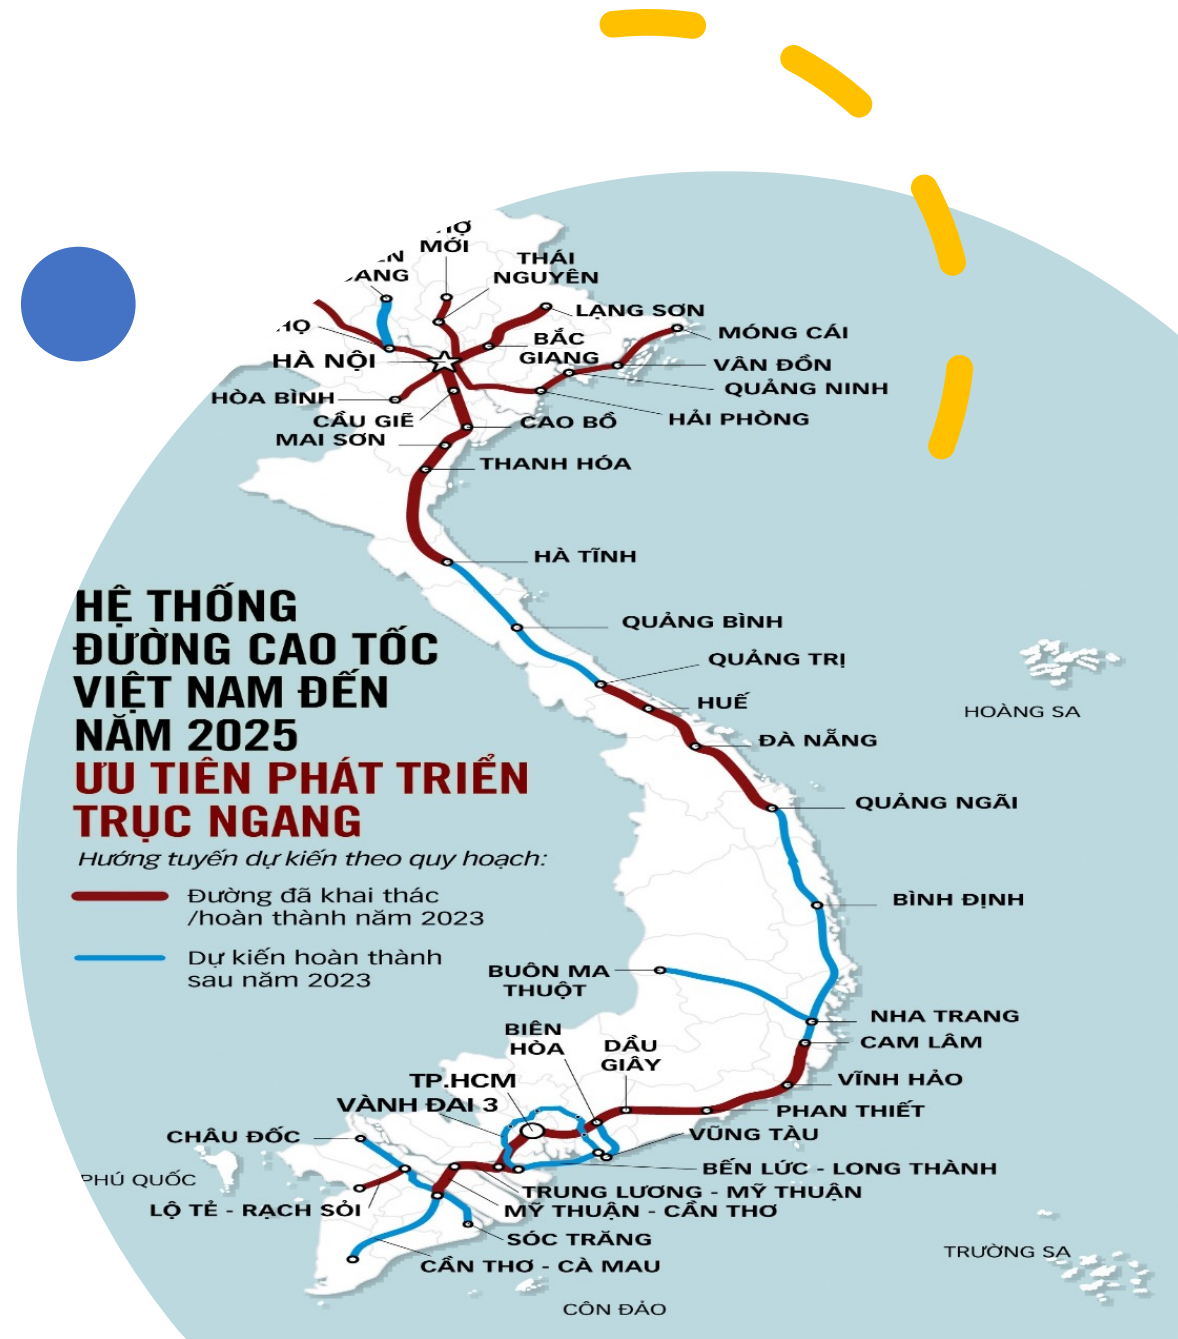 MỚI
THÁI
NGUYÊN
LẠNG SƠN
MÓNG CÁI
BẮC
GIANG
HÀ NỘI
VÂN ĐỒN
QUẢNG NINH
HÒA BÌNH
CẦU GIẼ
CAO BỒ
HẢI PHÒNG
MAI SƠN
THANH HÓA
HÀ TĨNH
HỆ THỐNG
ĐƯỜNG CAO TỐC
VIỆT NAM ĐẾN
NĂM 2025
ƯU TIÊN PHÁT TRIỂN
TRỤC NGANG
Hướng tuyến dự kiến theo quy hoạch:
Đường đã khai thác
/hoàn thành năm 2023
Dự kiến hoàn thành
sau năm 2023
QUẢNG BÌNH
QUẢNG TRỊ
HUẾ
HOÀNG SA
ĐÀ NẴNG
QUẢNG NGÃI
BÌNH ĐỊNH
BUÔN MA
THUỘT
NHA TRANG
CAM LÂM
BIÊN
HÒA
DẦU
GIÂY
VĨNH HẢO
TP.HCM
VÀNH ĐAI 3
PHAN THIẾT
CHÂU ĐỐC
VŨNG TÀU
BẾN LỨC - LONG THÀNH
PHÚ QUỐC
TRUNG LƯƠNG - MỸ THUẬN
LỘ TẺ - RẠCH SỎI
MỸ THUẬN - CẦN THƠ
SÓC TRĂNG
TRƯỜNG SA
CẦN THƠ - CÀ MAU
CÔN ĐẢO